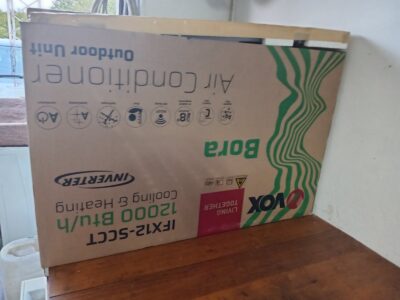 VOX
LIVING
TOGETHER
IFX12-SCCT
12000 Btu/h
Cooling & Heating
INVERTER
Bora
Air Conditioner
Outdoor Unit